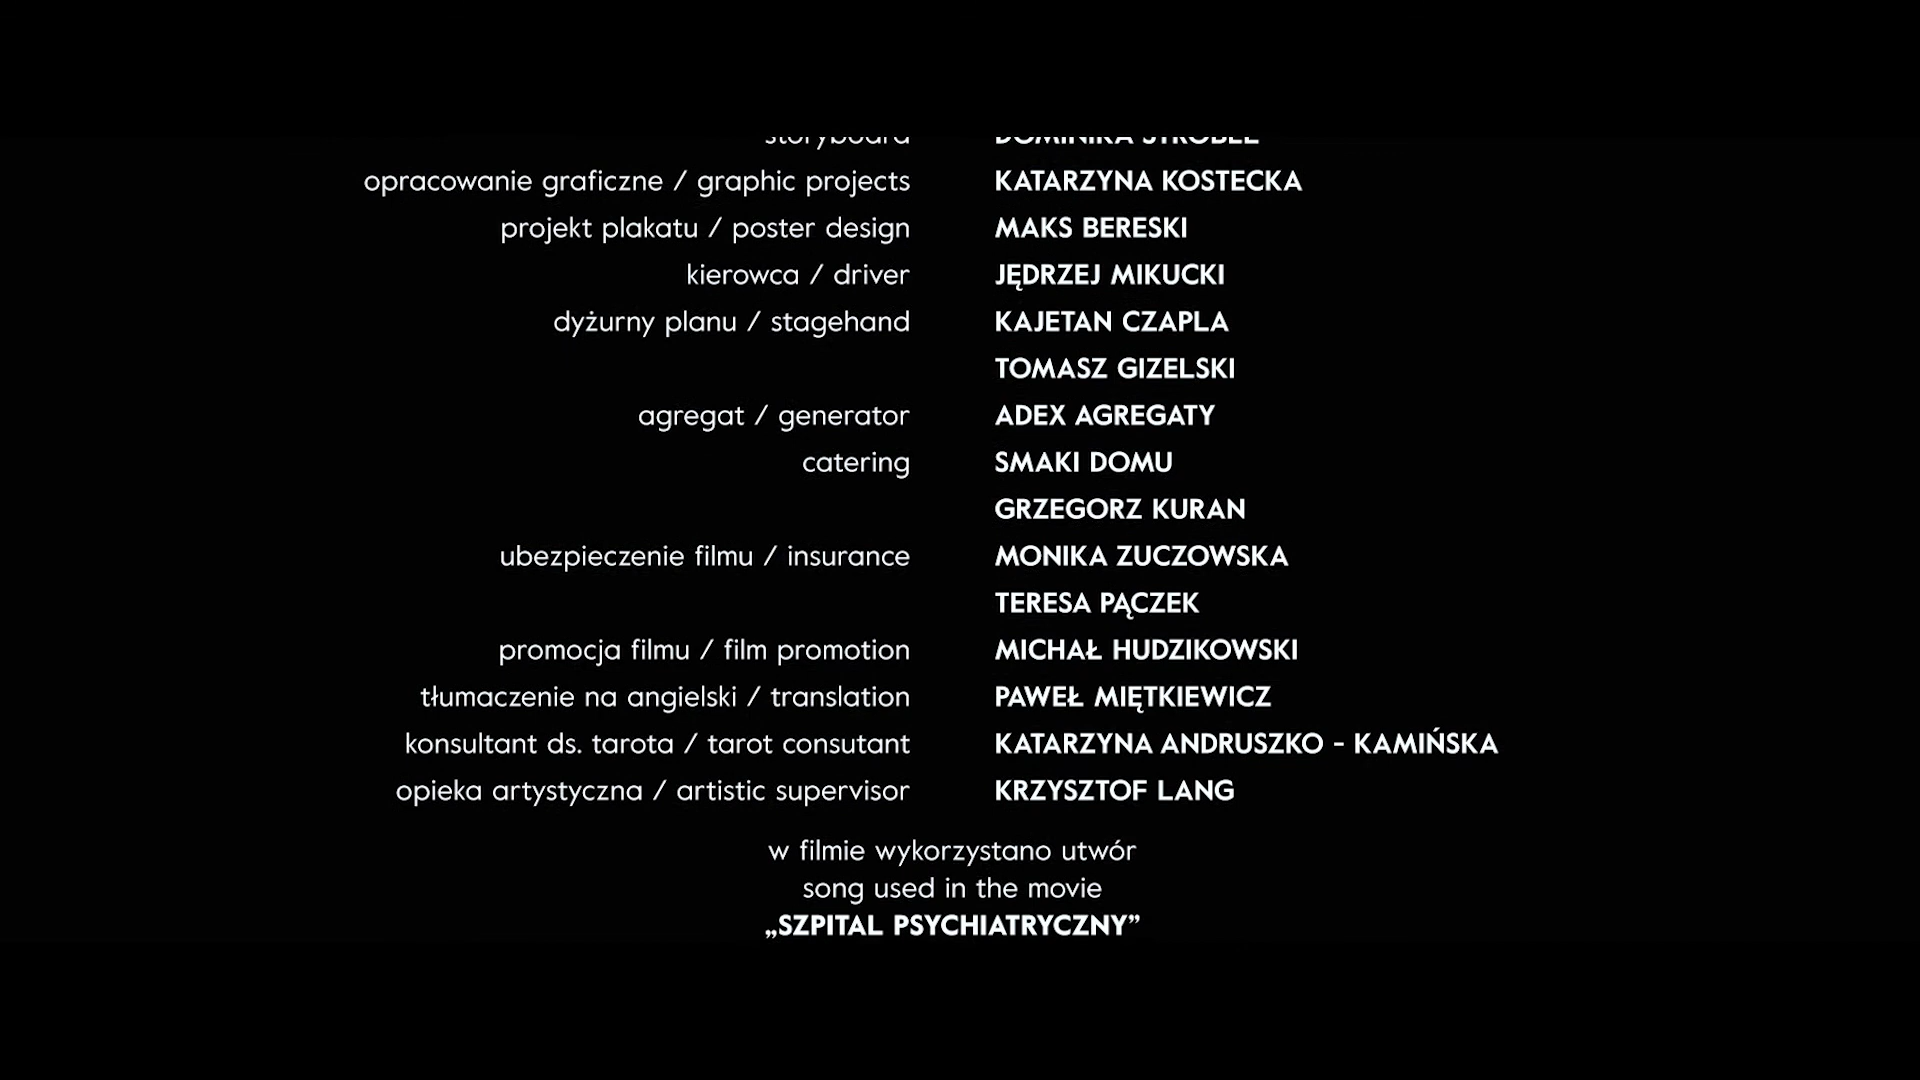 storyboard DOMINIKA STROBEL
opracowanie graficzne / graphic projects KATARZYNA KOSTECKA
projekt plakatu / poster design MAKS BERESKI
kierowca / driver JĘDRZEJ MIKUCKI
dyżurny planu / stagehand KAJETAN CZAPLA
TOMASZ GIZELSKI
agregat / generator ADEX AGREGATY
catering SMAKI DOMU
GRZEGORZ KURAN
ubezpieczenie filmu / insurance MONIKA ZUCZOWSKA
TERESA PĄCZEK
promocja filmu / film promotion MICHAŁ HUDZIKOWSKI
tłumaczenie na angielski / translation PAWEŁ MIĘTKIEWICZ
konsultant ds. tarota / tarot consutant KATARZYNA ANDRUSZKO - KAMIŃSKA
opieka artystyczna / artistic supervisor KRZYSZTOF LANG
w filmie wykorzystano utwór
song used in the movie
„SZPITAL PSYCHIATRYCZNY”